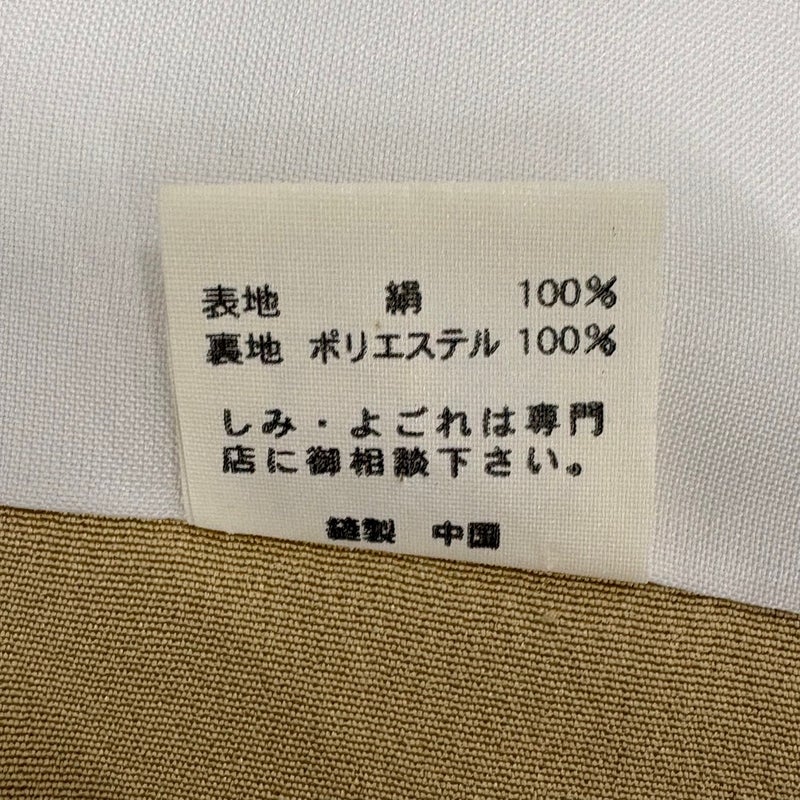 表地 絹 100%
裏地 ポリエステル 100%
しみ・よごれは専門
店に御相談下さい。
縫製 中国